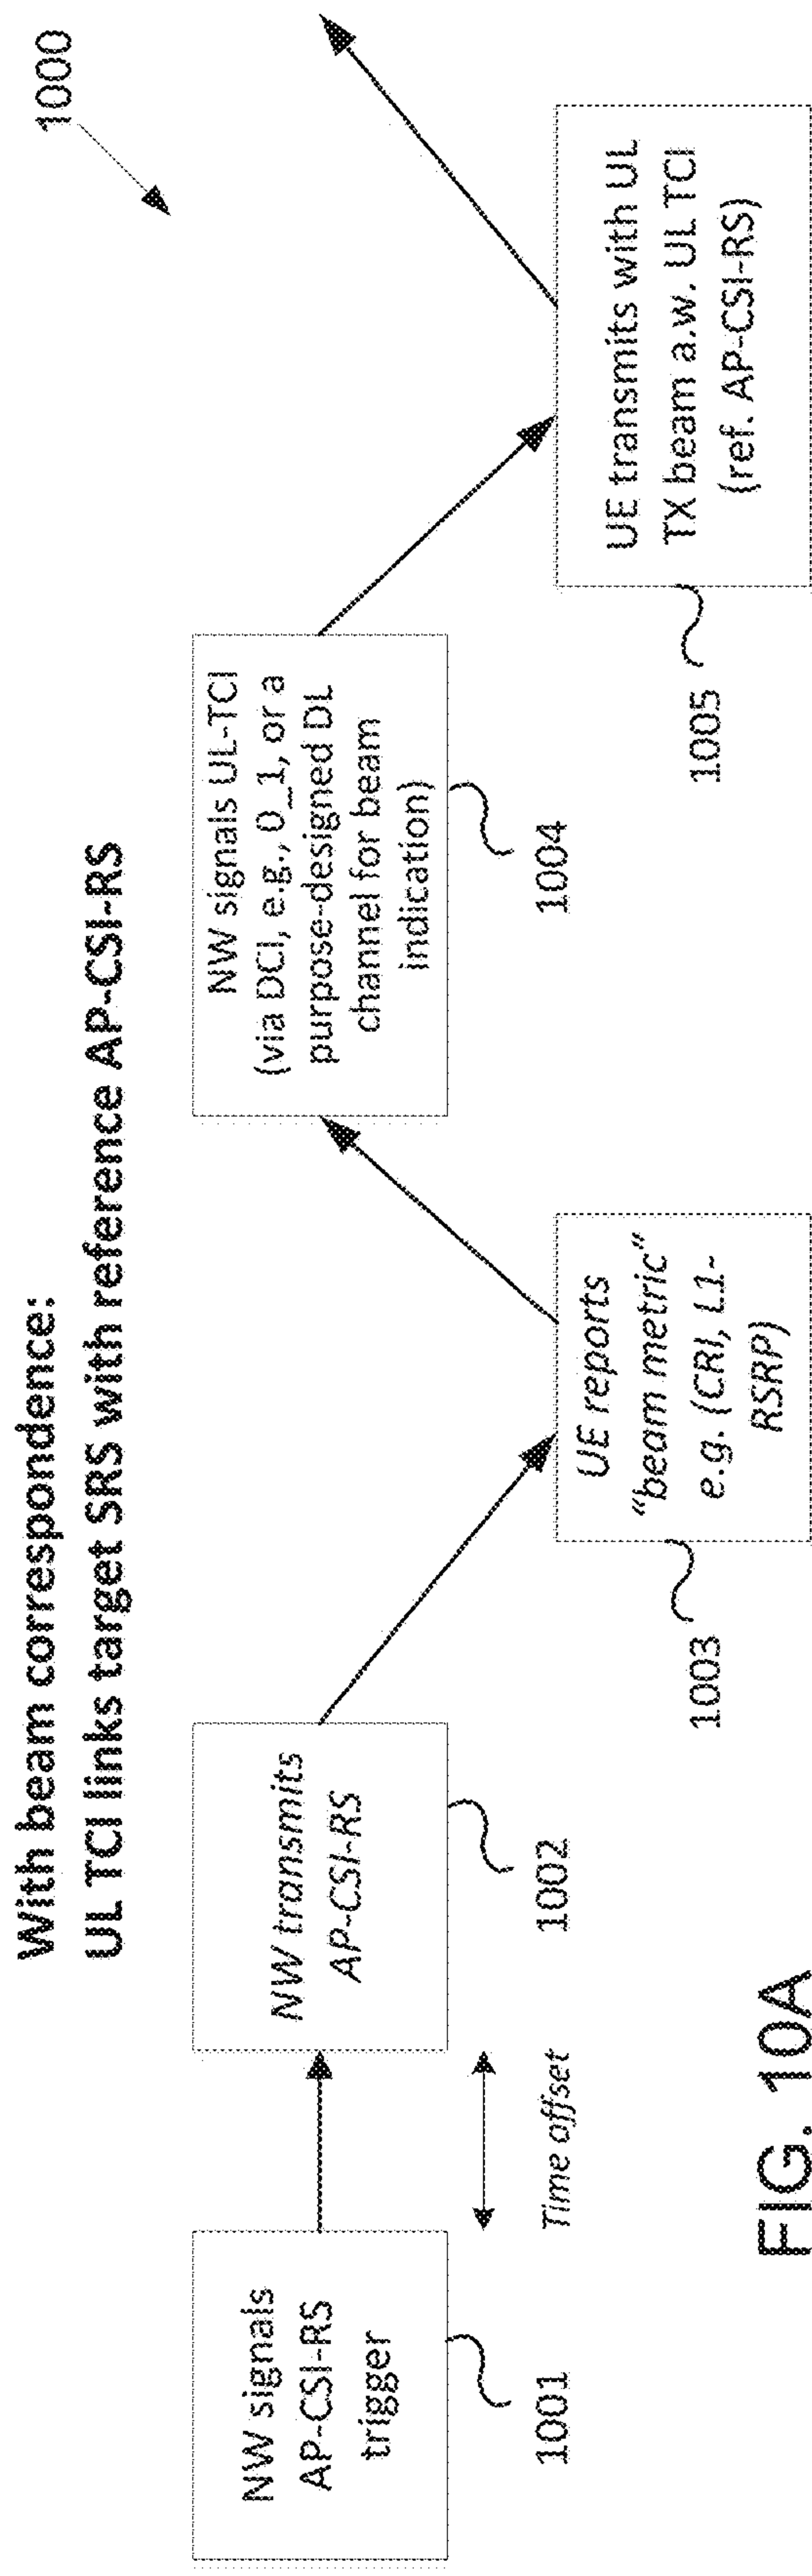 1000
With beam correspondence:
UL TCI links target SRS with reference AP-CSI-RS
NW signals
AP-CSI-RS
trigger
1001
Time offset
NW transmits
AP-CSI-RS
1002
UE reports
“beam metric”
e.g. (CRI, L1-
RSRP)
1003
NW signals UL-TCI
(via DCI, e.g., 0_1, or a
purpose-designed DL
channel for beam
indication)
1004
UE transmits with UL
TX beam a.w. UL TCI
(ref. AP-CSI-RS)
1005
FIG. 10A